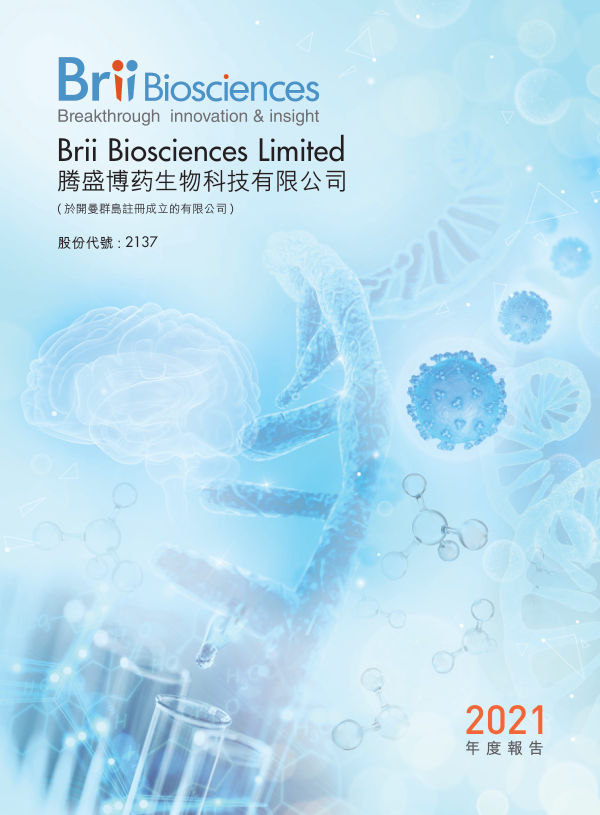 Brii Biosciences
Breakthrough innovation & insight
Brii Biosciences Limited
腾盛博药生物科技有限公司
(於開曼群島註冊成立的有限公司)
股份代號 : 2137
2021
年度報告